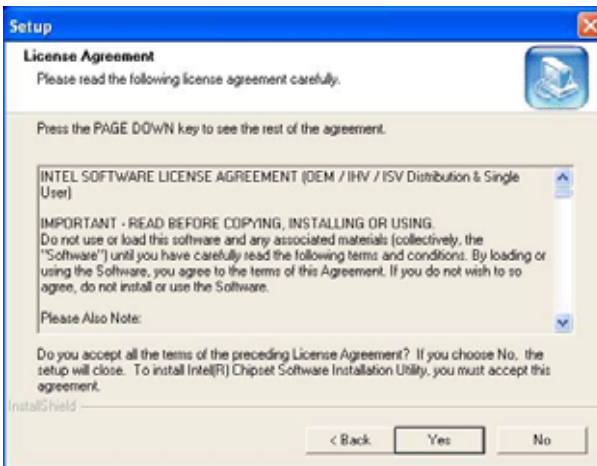 Setup
License Agreement
Please read the following license agreement carefully.
Press the PAGE DOWN key to see the rest of the agreement.
INTEL SOFTWARE LICENSE AGREEMENT (OEM / IHV / ISV Distribution & Single
User)
IMPORTANT - READ BEFORE COPYING, INSTALLING OR USING.
Do not use or load this software and any associated materials (collectively, the
"Software") until you have carefully read the following terms and conditions. By loading or
using the Software, you agree to the terms of this Agreement. If you do not wish to so
agree, do not install or use the Software.
Please Also Note:
Do you accept all the terms of the preceding License Agreement? If you choose No, the
setup will close. To install Intel(R) Chipset Software Installation Utility, you must accept this
agreement.
InstallShield
< Back
Yes
No